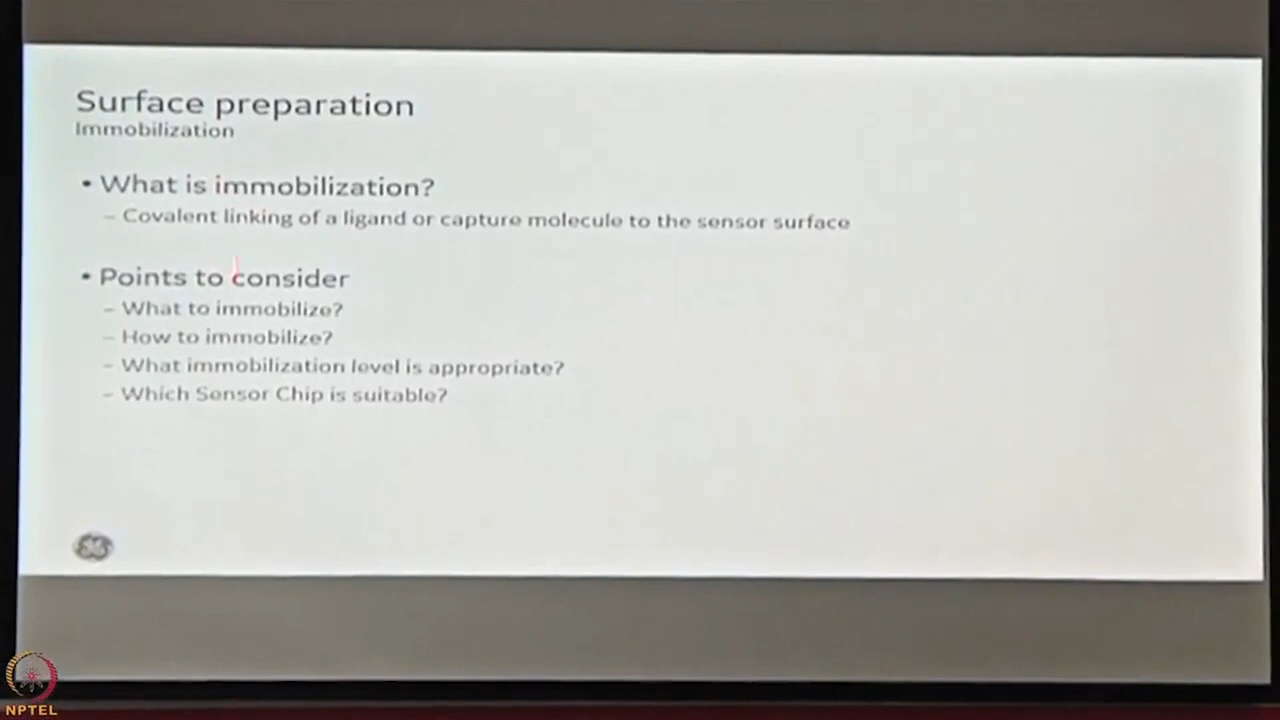 Surface preparation
Immobilization
• What is immobilization?
– Covalent linking of a ligand or capture molecule to the sensor surface
• Points to consider
– What to immobilize?
– How to immobilize?
– What immobilization level is appropriate?
– Which Sensor Chip is suitable?
GE
NPTEL